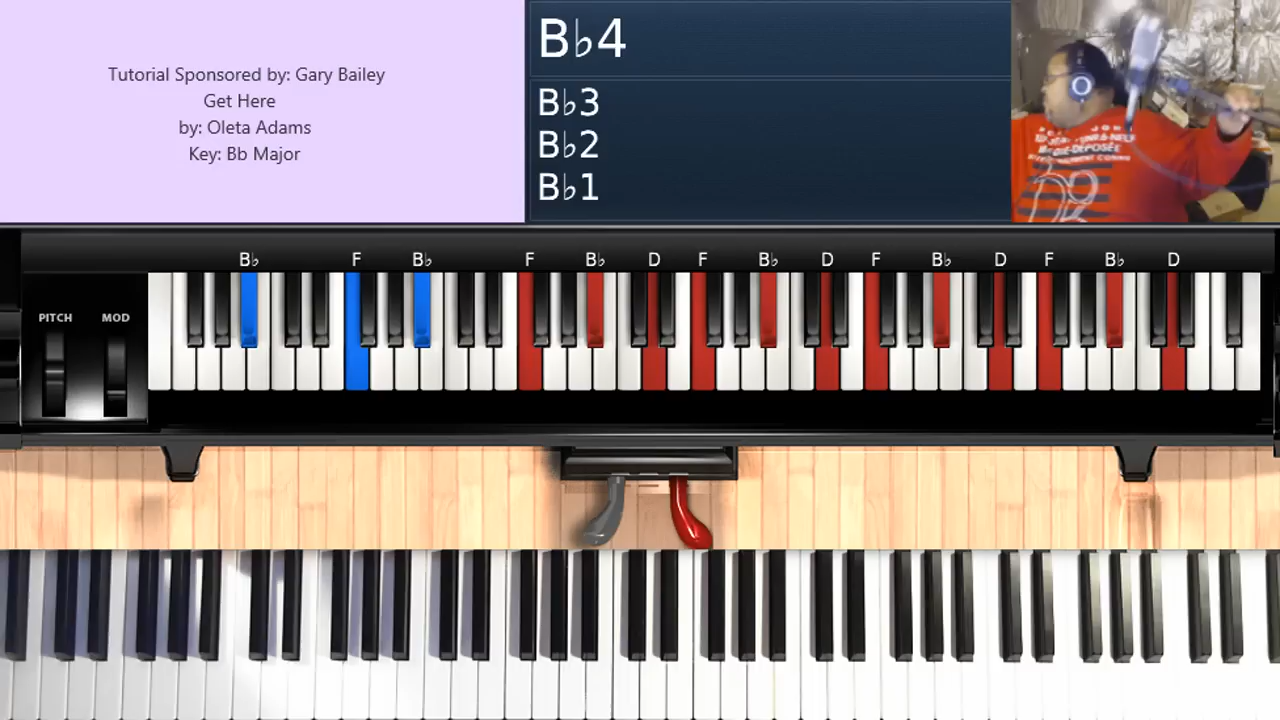 Tutorial Sponsored by: Gary Bailey
Get Here
by: Oleta Adams
Key: Bb Major
B♭4
B♭3
B♭2
B♭1
B♭ F B♭ F B♭ D F B♭ D F B♭ D F B♭ D
PITCH MOD